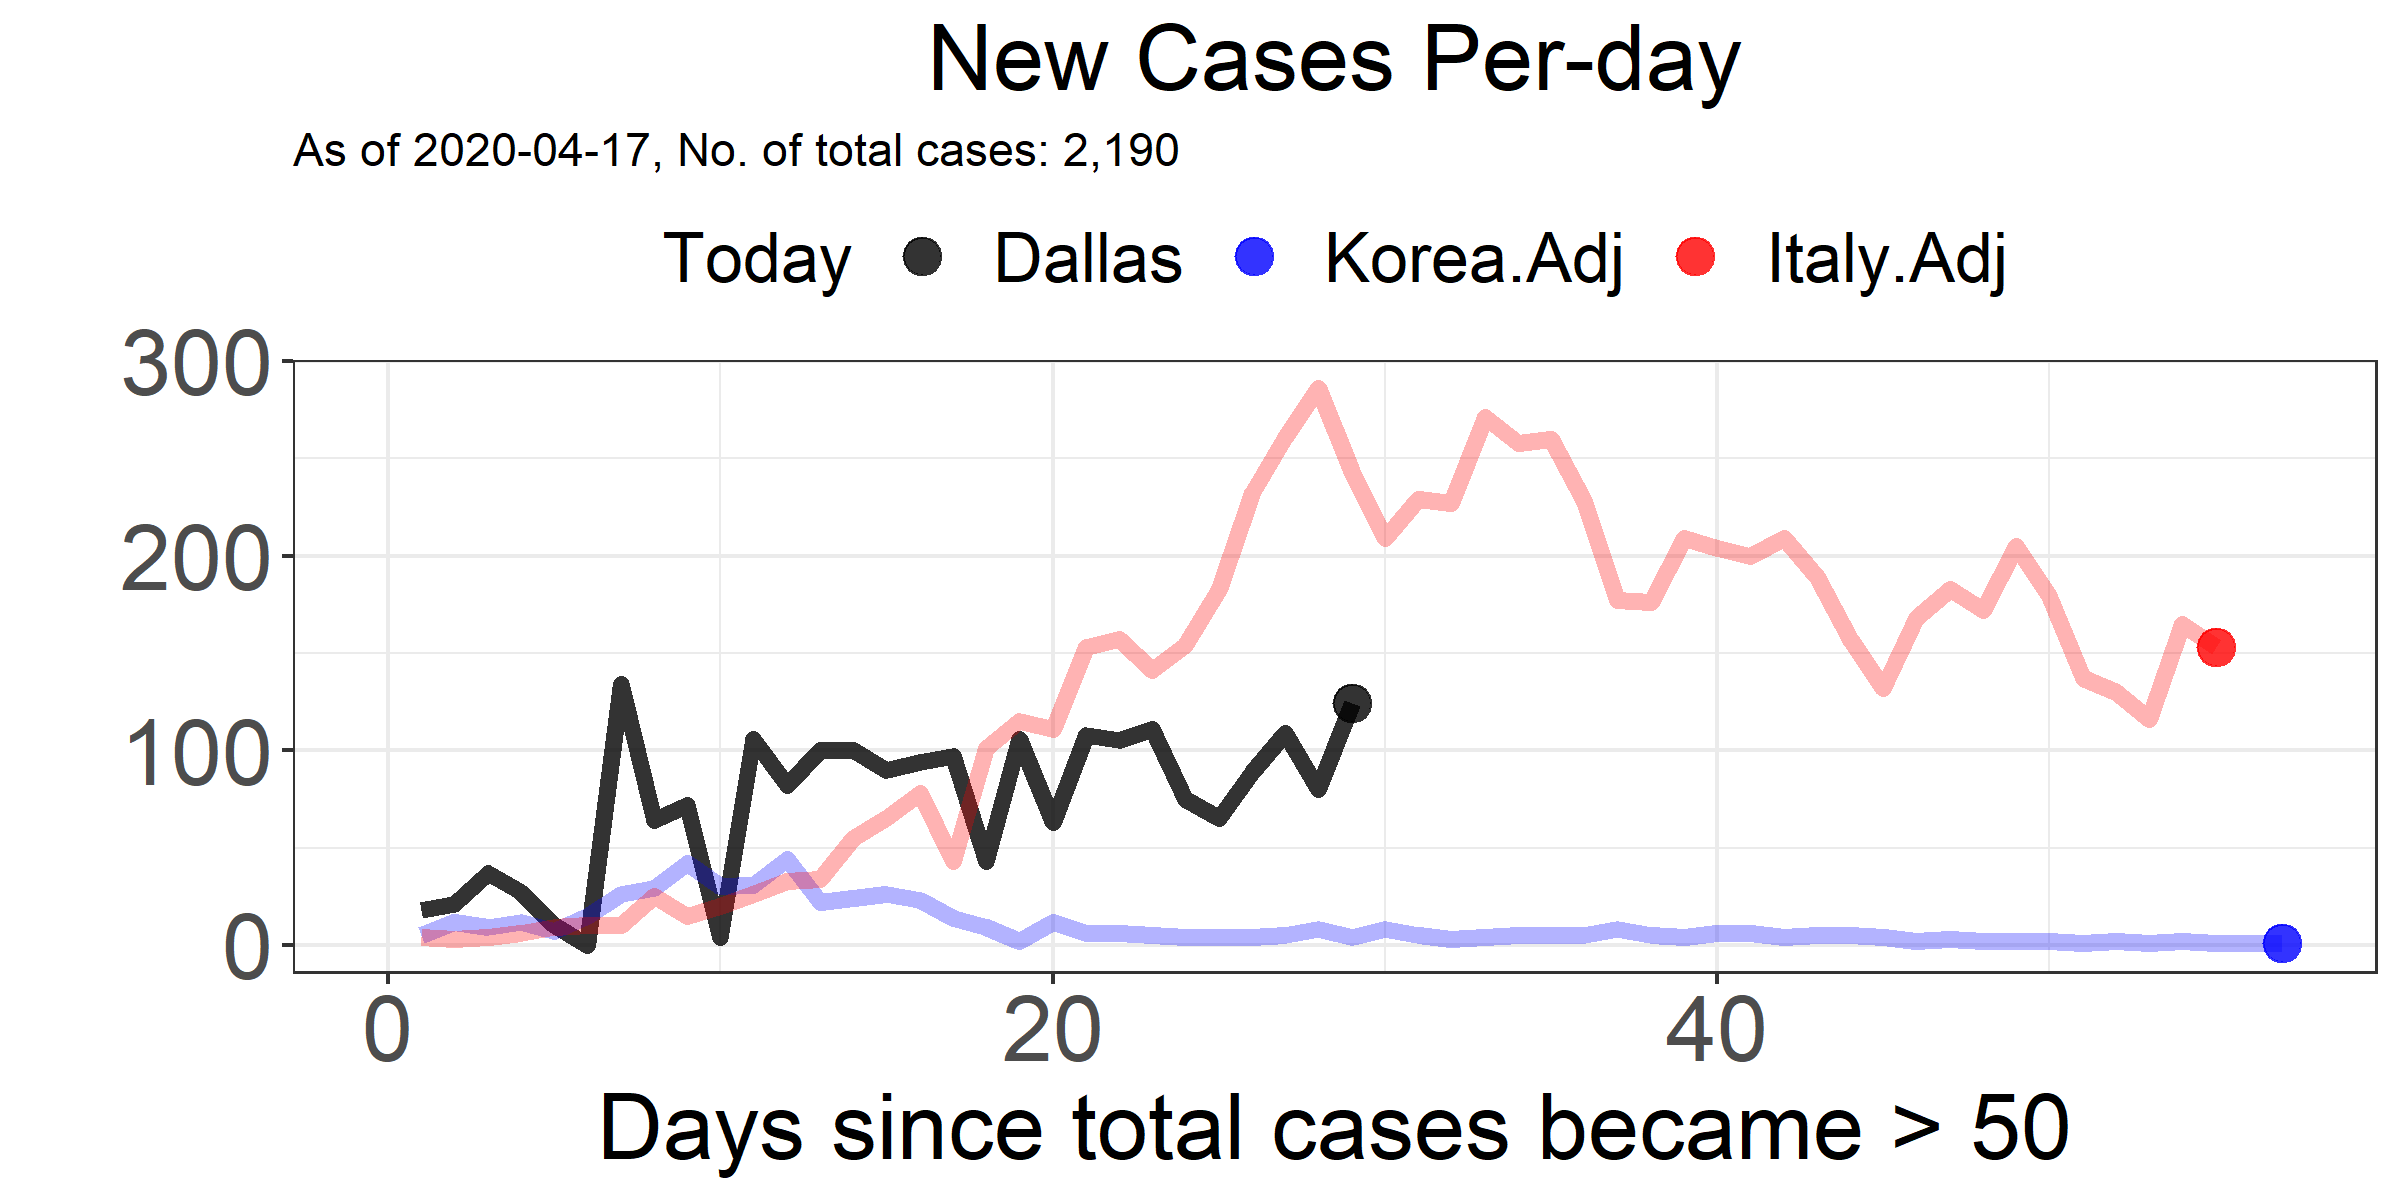 New Cases Per-day
As of 2020-04-17, No. of total cases: 2,190
Today Dallas Korea.Adj Italy.Adj
300
200
100
0
0 20 40
Days since total cases became > 50